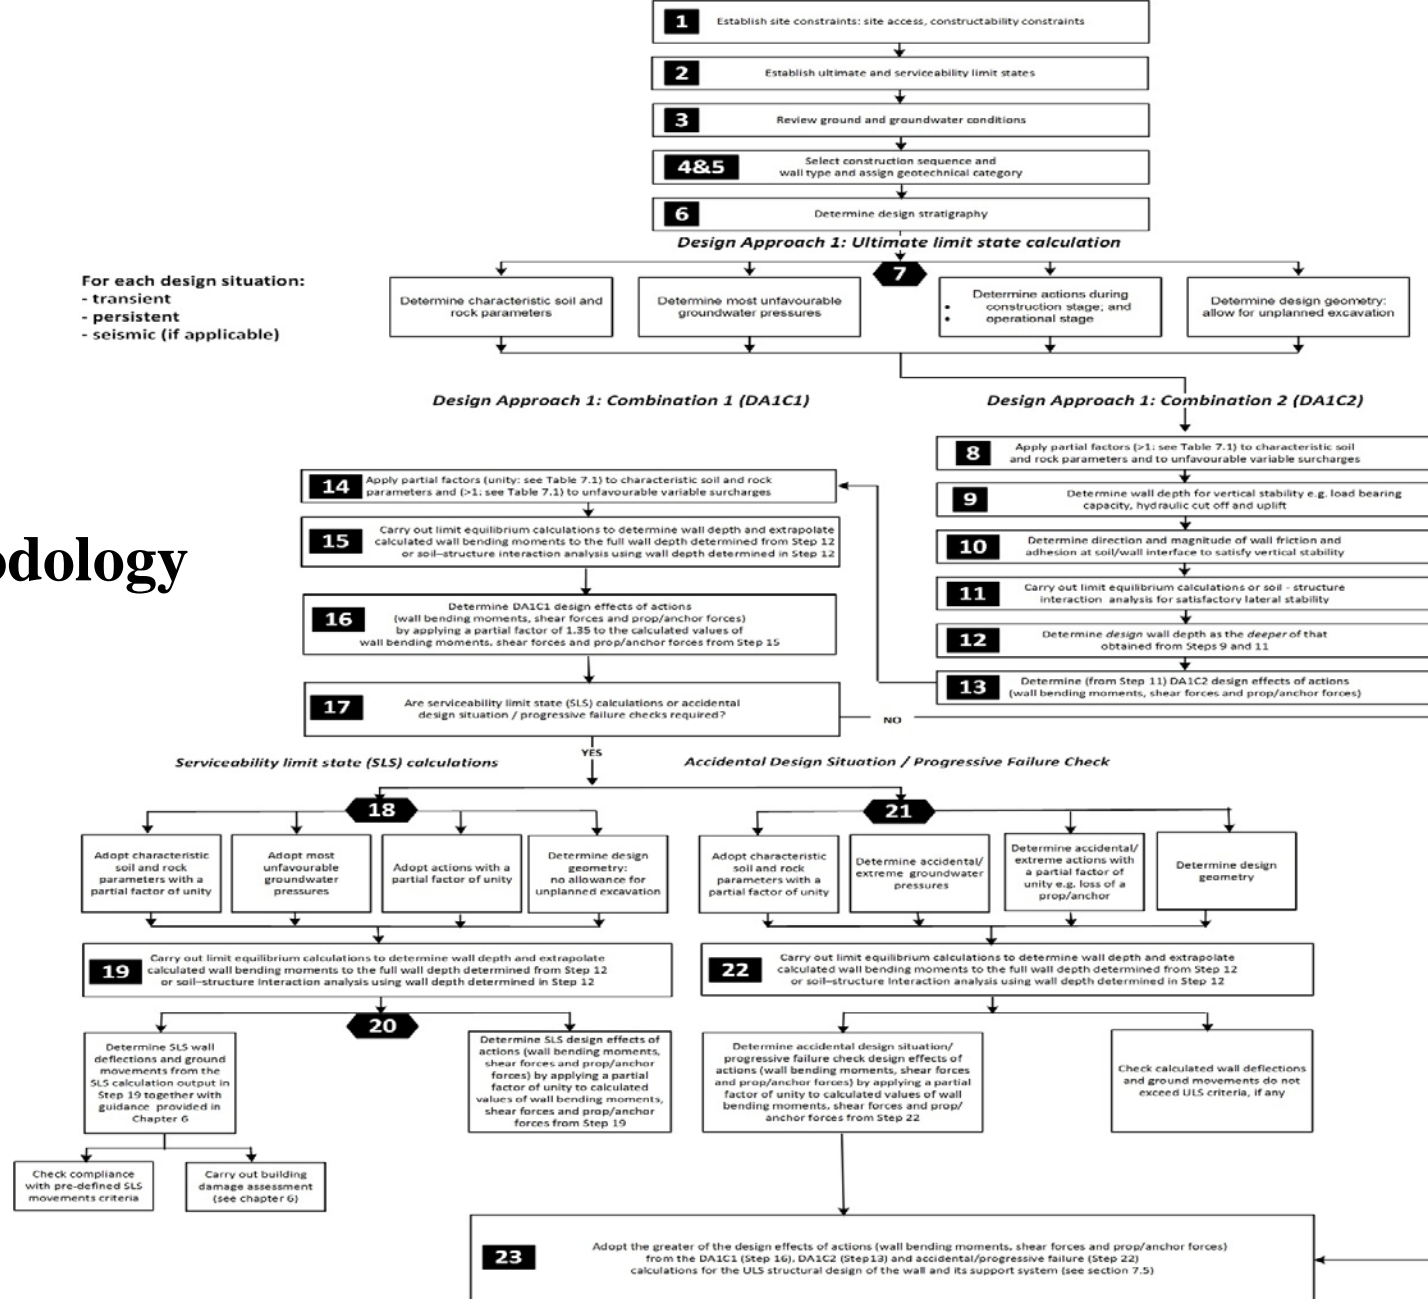 1 Establish site constraints: site access, constructability constraints
2 Establish ultimate and serviceability limit states
3 Review ground and groundwater conditions
4&5 Select construction sequence and
wall type and assign geotechnical category
6 Determine design stratigraphy
Design Approach 1: Ultimate limit state calculation
7
For each design situation:
- transient
- persistent
- seismic (if applicable)
Determine characteristic soil and
rock parameters
Determine most unfavourable
groundwater pressures
Determine actions during
• construction stage; and
• operational stage
Determine design geometry:
allow for unplanned excavation
Design Approach 1: Combination 1 (DA1C1)
Design Approach 1: Combination 2 (DA1C2)
8 Apply partial factors (>1: see Table 7.1) to characteristic soil
and rock parameters and to unfavourable variable surcharges
9 Determine wall depth for vertical stability e.g. load bearing
capacity, hydraulic cut off and uplift
10 Determine direction and magnitude of wall friction and
adhesion at soil/wall interface to satisfy vertical stability
11 Carry out limit equilibrium calculations or soil - structure
interaction analysis for satisfactory lateral stability
12 Determine design wall depth as the deeper of that
obtained from Steps 9 and 11
13 Determine (from Step 11) DA1C2 design effects of actions
(wall bending moments, shear forces and prop/anchor forces)
14 Apply partial factors (unity: see Table 7.1) to characteristic soil and rock
parameters and (>1: see Table 7.1) to unfavourable variable surcharges
15 Carry out limit equilibrium calculations to determine wall depth and extrapolate
calculated wall bending moments to the full wall depth determined from Step 12
or soil–structure interaction analysis using wall depth determined in Step 12
odology
16 Determine DA1C1 design effects of actions
(wall bending moments, shear forces and prop/anchor forces)
by applying a partial factor of 1.35 to the calculated values of
wall bending moments, shear forces and prop/anchor forces from Step 15
17 Are serviceability limit state (SLS) calculations or accidental
design situation / progressive failure checks required?
NO
YES
Serviceability limit state (SLS) calculations
Accidental Design Situation / Progressive Failure Check
18
Adopt characteristic
soil and rock
parameters with a
partial factor of unity
Adopt most
unfavourable
groundwater
pressures
Adopt actions with a
partial factor of unity
Determine design
geometry:
no allowance for
unplanned excavation
21
Adopt characteristic
soil and rock
parameters with a
partial factor of unity
Determine accidental/
extreme groundwater
pressures
Determine accidental/
extreme actions with
a partial factor of
unity e.g. loss of a
prop/anchor
Determine design
geometry
19 Carry out limit equilibrium calculations to determine wall depth and extrapolate
calculated wall bending moments to the full wall depth determined from Step 12
or soil–structure Interaction analysis using wall depth determined in Step 12
22 Carry out limit equilibrium calculations to determine wall depth and extrapolate
calculated wall bending moments to the full wall depth determined from Step 12
or soil–structure Interaction analysis using wall depth determined in Step 12
20
Determine SLS wall
deflections and ground
movements from the
SLS calculation output in
Step 19 together with
guidance provided in
Chapter 6
Determine SLS design effects of
actions (wall bending moments,
shear forces and prop/anchor
forces) by applying a partial
factor of unity to calculated
values of wall bending moments,
shear forces and prop/anchor
forces from Step 19
Determine accidental design situation/
progressive failure check design effects of
actions (wall bending moments, shear forces
and prop/anchor forces) by applying a partial
factor of unity to calculated values of wall
bending moments, shear forces and prop/
anchor forces from Step 22
Check calculated wall deflections
and ground movements do not
exceed ULS criteria, if any
Check compliance
with pre-defined SLS
movements criteria
Carry out building
damage assessment
(see chapter 6)
23 Adopt the greater of the design effects of actions (wall bending moments, shear forces and prop/anchor forces)
from the DA1C1 (Step 16), DA1C2 (Step13) and accidental/progressive failure (Step 22)
calculations for the ULS structural design of the wall and its support system (see section 7.5)